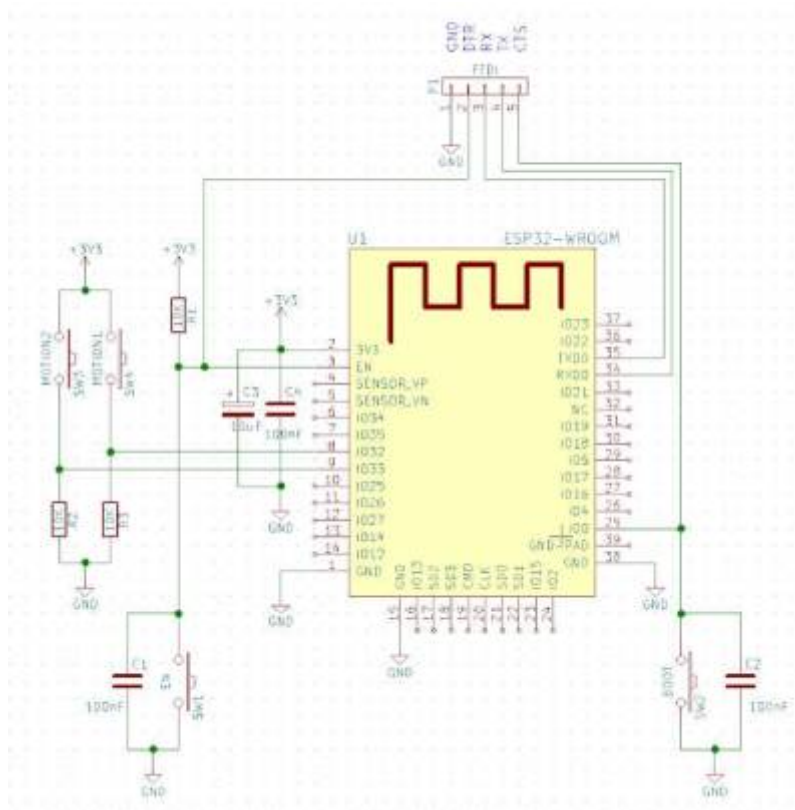 GND
DTR
RX
TX
CTS
P1
FTDI
1
2
3
4
5
GND
U1
ESP32-WROOM
+3V3
+3V3
+3V3
10K
R1
MOTION2
SW3
MOTION1
SW4
C3
10uF
C4
100nF
GND
2 3V3
3 EN
4 SENSOR_VP
5 SENSOR_VN
6 IO34
7 IO35
8 IO32
9 IO33
10 IO25
11 IO26
12 IO27
13 IO14
14 IO12
1 GND
IO23 37
IO22 36
TXD0 35
RXD0 34
IO21 33
NC 32
IO19 31
IO18 30
IO5 29
IO17 28
IO16 27
IO4 26
IO0 25
GND-PAD 39
GND 38
GND 15
IO13 16
SD2 17
SD3 18
CMD 19
CLK 20
SD0 21
SD1 22
IO15 23
IO2 24
10K
R2
10K
R3
GND
GND
GND
GND
C1
100nF
EN
SW1
GND
BOOT
SW2
C2
100nF
GND